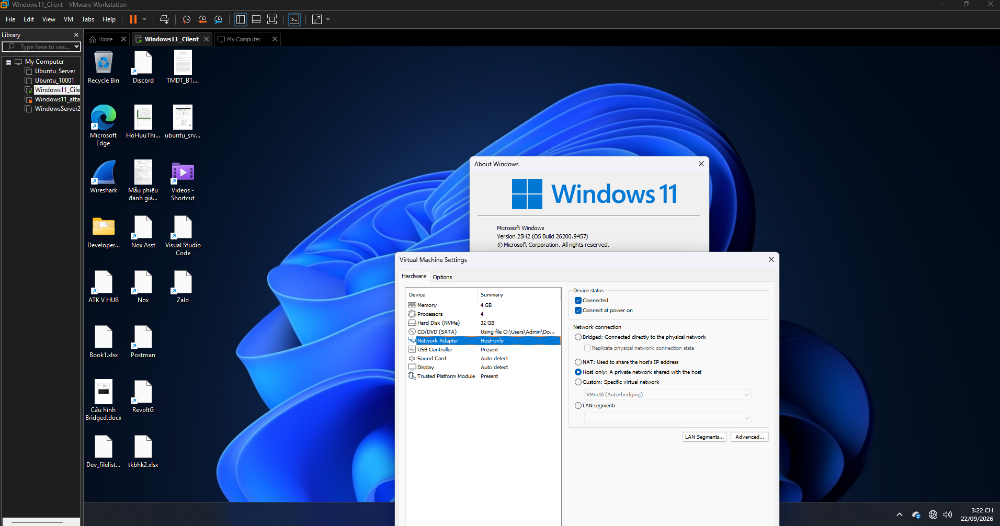 Windows11_Cilent - VMware Workstation
File Edit View VM Tabs Help
Library
Type here to sea...
My Computer
Ubuntu_Server
Ubuntu_10001
Windows11_Cile
Windows11_atta
WindowsServer2
Home
Windows11_Cilent
My Computer
Recycle Bin
Discord
TMDT_B1....
Microsoft
Edge
HoHuuThi...
ubuntu_srv...
Wireshark
Mẫu phiếu
đánh giá...
Videos -
Shortcut
Developer...
Nox Asst
Visual Studio
Code
ATK V HUB
Nox
Zalo
Book1.xlsx
Postman
Cấu hình
Bridged.docx
RevoltG
Dev_filelist...
tkbhk2.xlsx
About Windows
Windows 11
Microsoft Windows
Version 25H2 (OS Build 26200.9457)
© Microsoft Corporation. All rights reserved.
Virtual Machine Settings
Hardware
Options
Device Summary
Memory 4 GB
Processors 4
Hard Disk (NVMe) 32 GB
CD/DVD (SATA) Using file C:\Users\Admin\Do...
Network Adapter Host-only
USB Controller Present
Sound Card Auto detect
Display Auto detect
Trusted Platform Module Present
Device status
Connected
Connect at power on
Network connection
Bridged: Connected directly to the physical network
Replicate physical network connection state
NAT: Used to share the host's IP address
Host-only: A private network shared with the host
Custom: Specific virtual network
VMnet0 (Auto-bridging)
LAN segment:
LAN Segments...
Advanced...
3:22 CH
22/09/2026